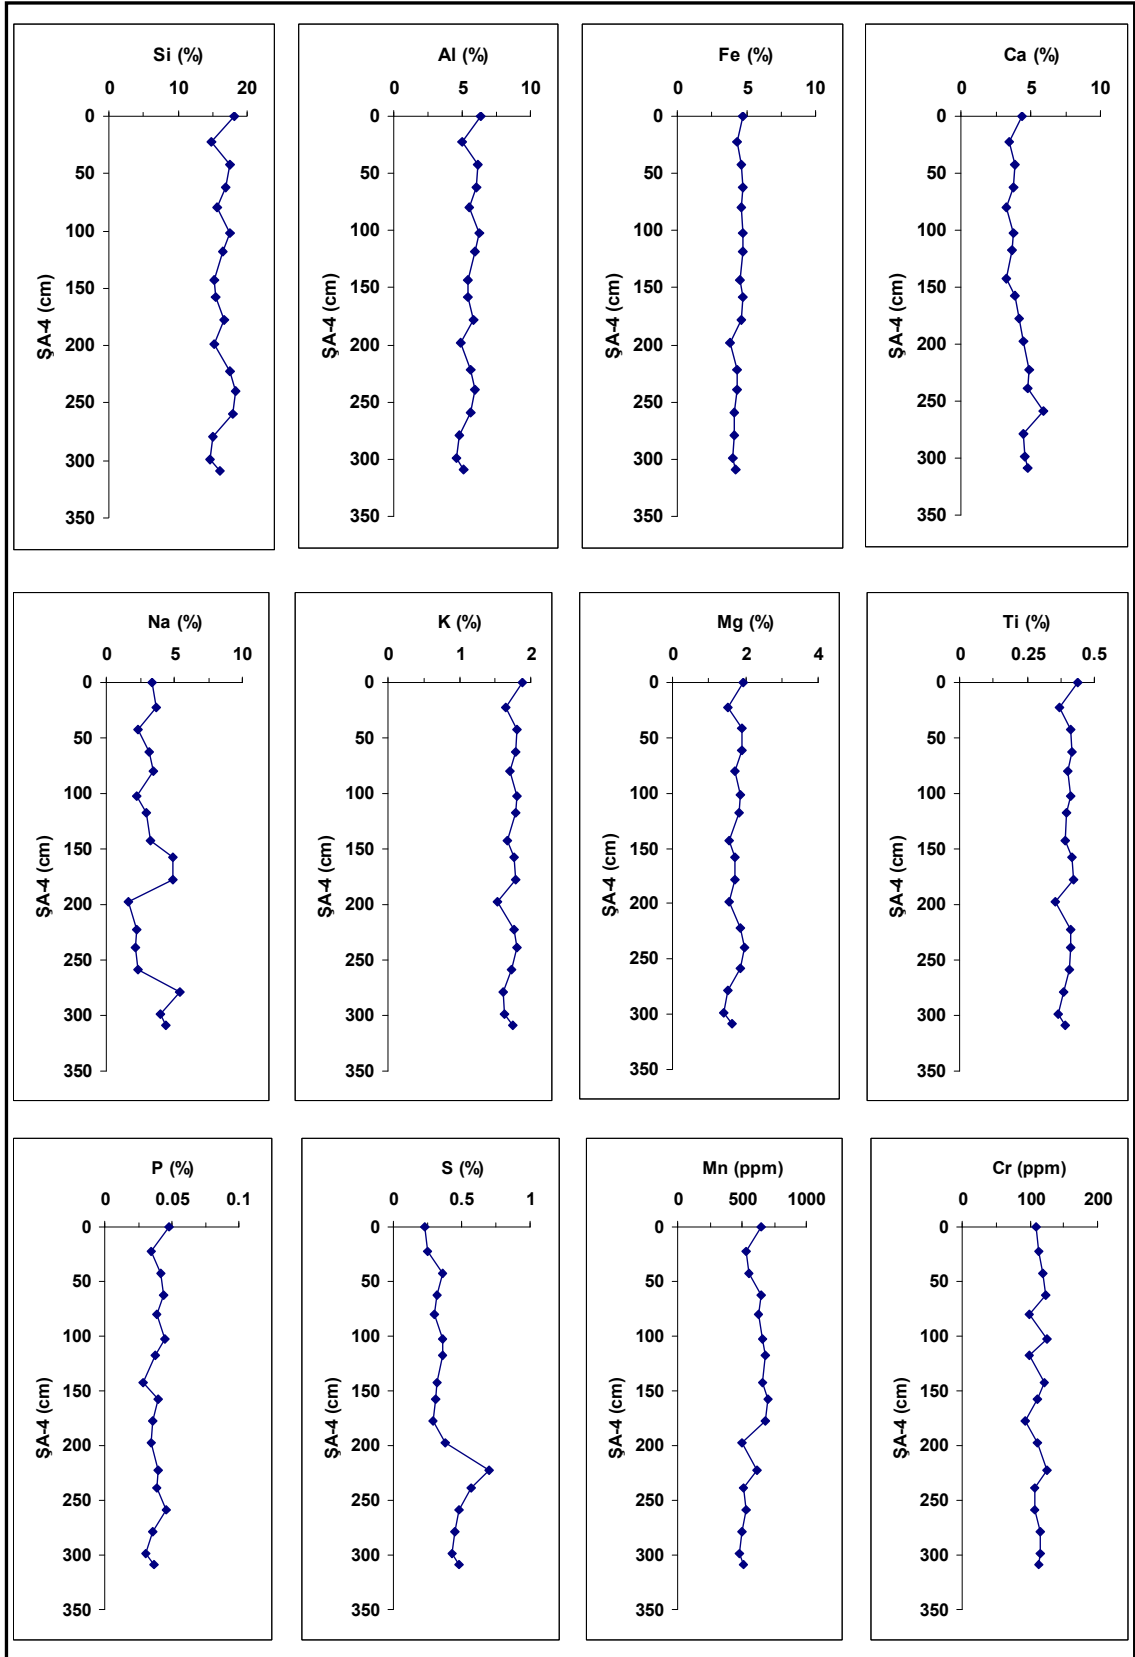 Si (%)
0 10 20
0
50
100
150
200
250
300
350
ŞA-4 (cm)
Al (%)
0 5 10
0
50
100
150
200
250
300
350
ŞA-4 (cm)
Fe (%)
0 5 10
0
50
100
150
200
250
300
350
ŞA-4 (cm)
Ca (%)
0 5 10
0
50
100
150
200
250
300
350
ŞA-4 (cm)
Na (%)
0 5 10
0
50
100
150
200
250
300
350
ŞA-4 (cm)
K (%)
0 1 2
0
50
100
150
200
250
300
350
ŞA-4 (cm)
Mg (%)
0 2 4
0
50
100
150
200
250
300
350
ŞA-4 (cm)
Ti (%)
0 0.25 0.5
0
50
100
150
200
250
300
350
ŞA-4 (cm)
P (%)
0 0.05 0.1
0
50
100
150
200
250
300
350
ŞA-4 (cm)
S (%)
0 0.5 1
0
50
100
150
200
250
300
350
ŞA-4 (cm)
Mn (ppm)
0 500 1000
0
50
100
150
200
250
300
350
ŞA-4 (cm)
Cr (ppm)
0 100 200
0
50
100
150
200
250
300
350
ŞA-4 (cm)